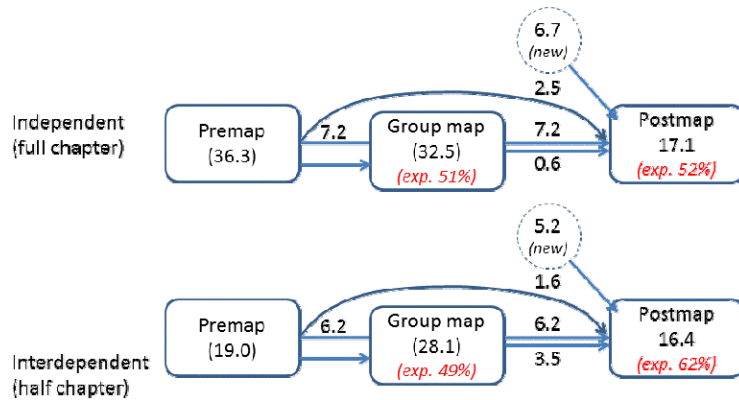 6.7
(new)
2.5
Independent
(full chapter)
Premap
(36.3)
7.2
Group map
(32.5)
(exp. 51%)
7.2
0.6
Postmap
17.1
(exp. 52%)
5.2
(new)
1.6
Interdependent
(half chapter)
Premap
(19.0)
6.2
Group map
(28.1)
(exp. 49%)
6.2
3.5
Postmap
16.4
(exp. 62%)